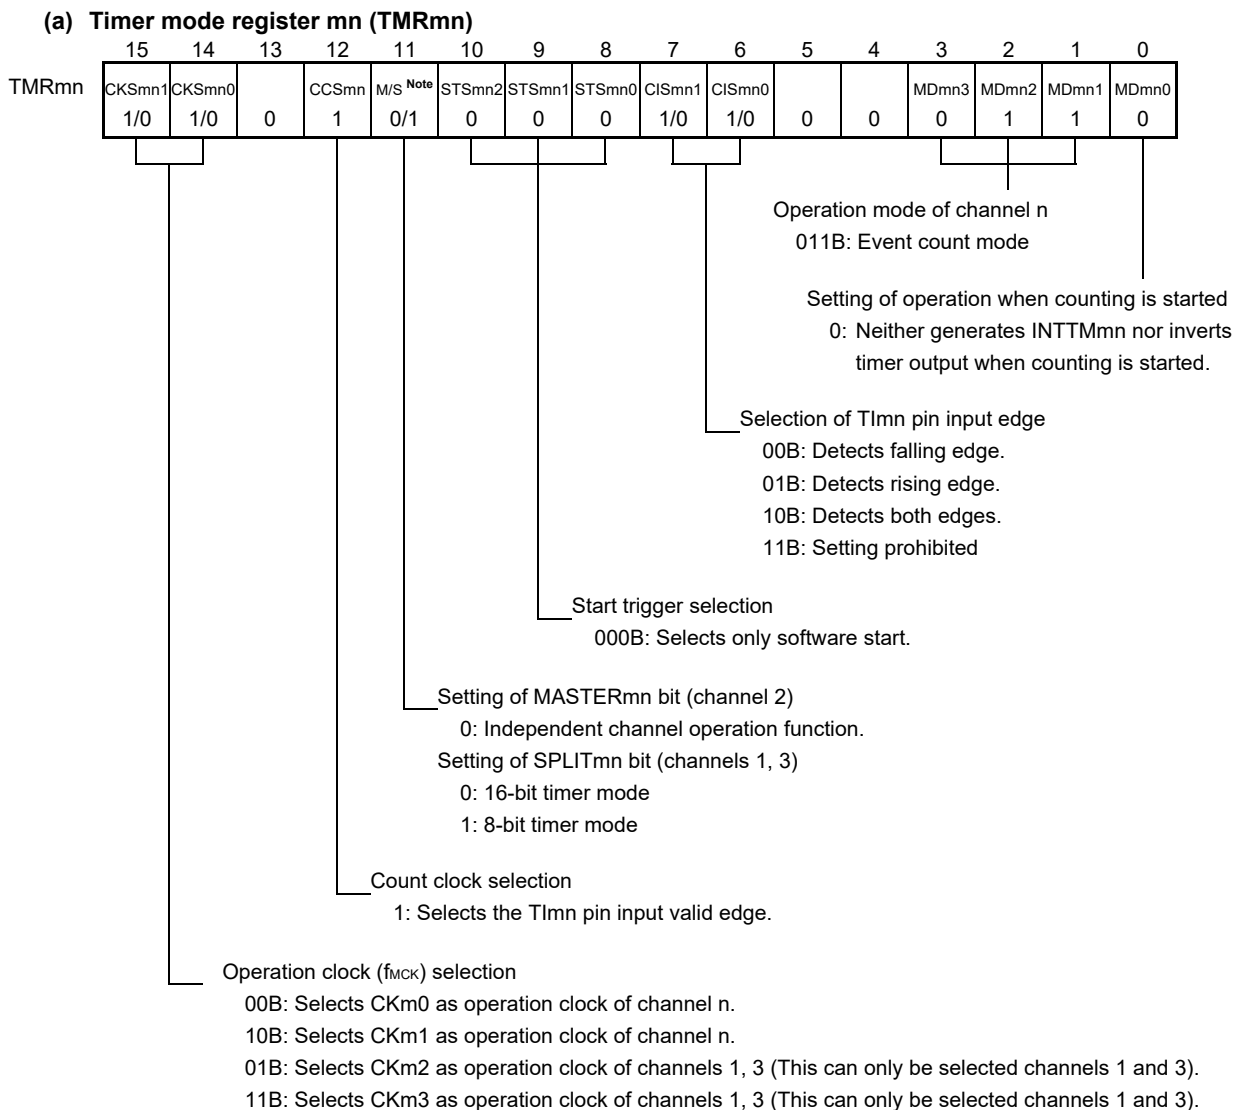 (a) Timer mode register mn (TMRmn)
15 14 13 12 11 10 9 8 7 6 5 4 3 2 1 0
TMRmn CKSmn1 CKSmn0 CCSmn M/S Note STSmn2 STSmn1 STSmn0 CISmn1 CISmn0 MDmn3 MDmn2 MDmn1 MDmn0
1/0 1/0 0 1 0/1 0 0 0 1/0 1/0 0 0 0 1 1 0
Operation mode of channel n
011B: Event count mode
Setting of operation when counting is started
0: Neither generates INTTMmn nor inverts
timer output when counting is started.
Selection of TImn pin input edge
00B: Detects falling edge.
01B: Detects rising edge.
10B: Detects both edges.
11B: Setting prohibited
Start trigger selection
000B: Selects only software start.
Setting of MASTERmn bit (channel 2)
0: Independent channel operation function.
Setting of SPLITmn bit (channels 1, 3)
0: 16-bit timer mode
1: 8-bit timer mode
Count clock selection
1: Selects the TImn pin input valid edge.
Operation clock (fMCK) selection
00B: Selects CKm0 as operation clock of channel n.
10B: Selects CKm1 as operation clock of channel n.
01B: Selects CKm2 as operation clock of channels 1, 3 (This can only be selected channels 1 and 3).
11B: Selects CKm3 as operation clock of channels 1, 3 (This can only be selected channels 1 and 3).